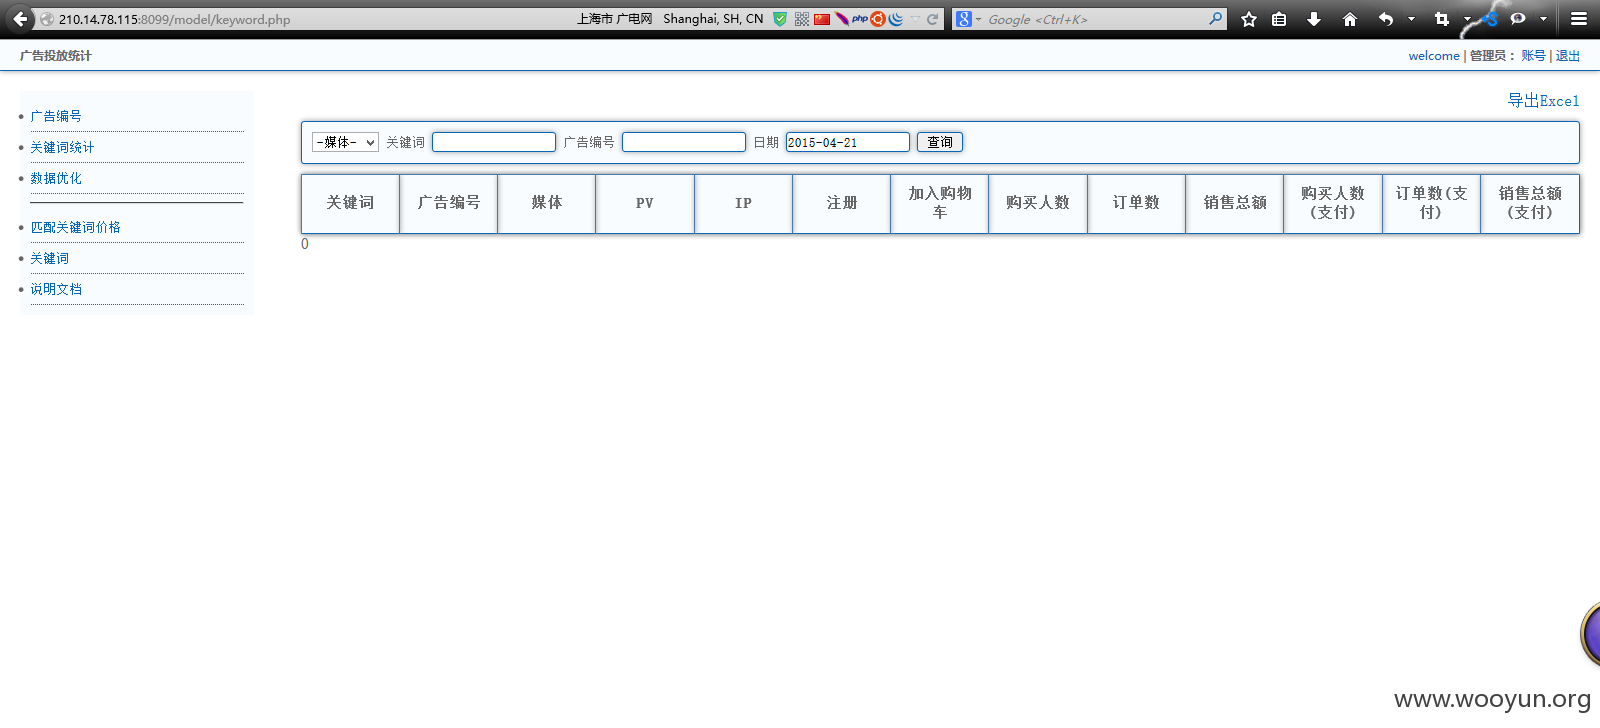 210.14.78.115:8099/model/keyword.php 上海市 广电网 Shanghai, SH, CN php Google <Ctrl+K>
广告投放统计 welcome | 管理员： 账号 | 退出
导出Excel
广告编号
关键词统计
数据优化
匹配关键词价格
关键词
说明文档
-媒体- 关键词 广告编号 日期 2015-04-21 查询
关键词 广告编号 媒体 PV IP 注册 加入购物车 购买人数 订单数 销售总额 购买人数(支付) 订单数(支付) 销售总额(支付)
0
www.wooyun.org